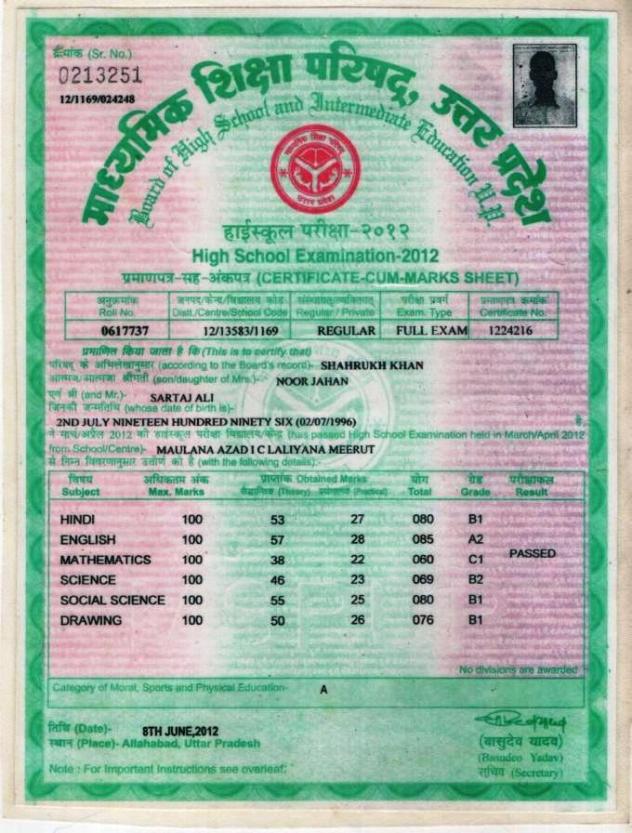 क्रमांक (Sr. No.)
0213251
12/1169/024248
माध्यमिक शिक्षा परिषद्, उत्तर प्रदेश
Board of High School and Intermediate Education U.P.
हाईस्कूल परीक्षा-२०१२
High School Examination-2012
प्रमाणपत्र-सह-अंकपत्र (CERTIFICATE-CUM-MARKS SHEET)
अनुक्रमांक जनपद/केन्द्र/विद्यालय कोड संस्थागत/व्यक्तिगत परीक्षा प्रवर्ग प्रमाणपत्र क्रमांक
Roll No. Distt./Centre/School Code Regular / Private Exam. Type Certificate No.
0617737 12/13583/1169 REGULAR FULL EXAM 1224216
प्रमाणित किया जाता है कि (This is to certify that)
परिषद् के अभिलेखानुसार (according to the Board's record)- SHAHRUKH KHAN
आत्मज/आत्मजा श्रीमती (son/daughter of Mrs.)- NOOR JAHAN
एवं श्री (and Mr.)- SARTAJ ALI
जिनकी जन्मतिथि (whose date of birth is)-
2ND JULY NINETEEN HUNDRED NINETY SIX (02/07/1996) है,
ने मार्च/अप्रैल 2012 की हाईस्कूल परीक्षा विद्यालय/केन्द्र (has passed High School Examination held in March/April 2012
from School/Centre)- MAULANA AZAD I C LALIYANA MEERUT
से निम्न विवरणानुसार उत्तीर्ण की है (with the following details):-
विषय अधिकतम अंक प्राप्तांक Obtained Marks योग ग्रेड परीक्षाफल
Subject Max. Marks सैद्धान्तिक (Theory) प्रयोगात्मक (Practical) Total Grade Result
HINDI 100 53 27 080 B1
ENGLISH 100 57 28 085 A2
PASSED
MATHEMATICS 100 38 22 060 C1
SCIENCE 100 46 23 069 B2
SOCIAL SCIENCE 100 55 25 080 B1
DRAWING 100 50 26 076 B1
No divisions are awarded
Category of Moral, Sports and Physical Education- A
तिथि (Date)- 8TH JUNE,2012
स्थान (Place)- Allahabad, Uttar Pradesh
(वासुदेव यादव)
(Basudeo Yadav)
सचिव (Secretary)
Note : For Important Instructions see overleaf.